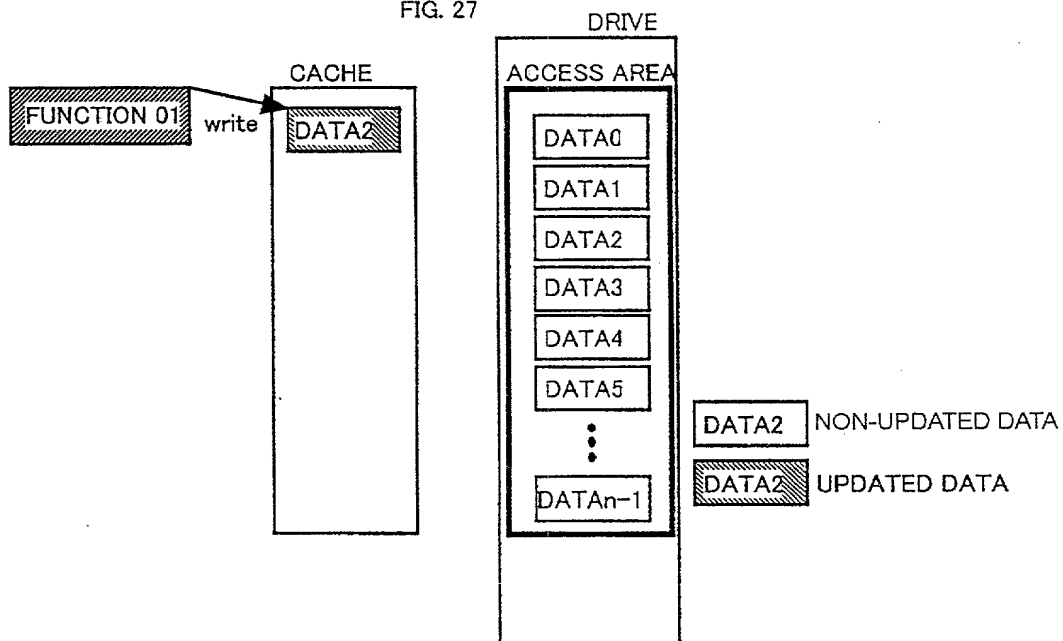 FIG. 27
DRIVE
CACHE
ACCESS AREA
FUNCTION 01
write
DATA2
DATA0
DATA1
DATA2
DATA3
DATA4
DATA5
DATAn-1
DATA2 NON-UPDATED DATA
DATA2 UPDATED DATA